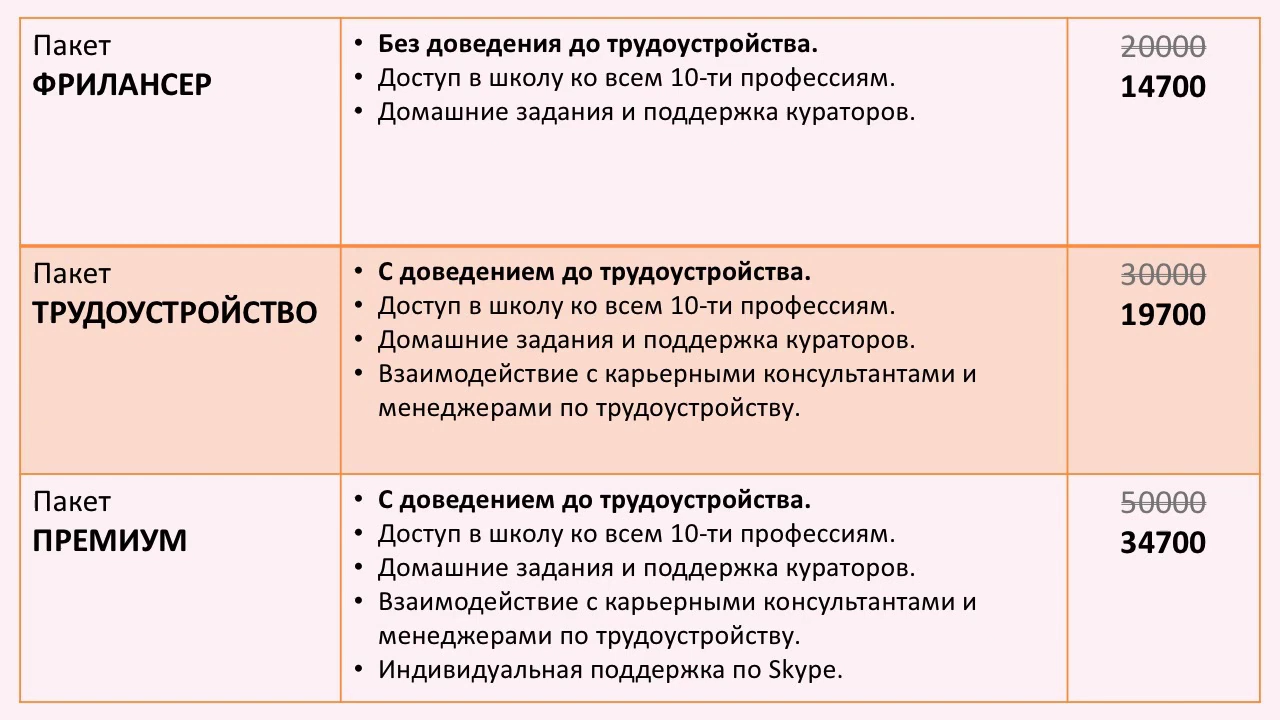 Пакет
ФРИЛАНСЕР
• Без доведения до трудоустройства.
• Доступ в школу ко всем 10-ти профессиям.
• Домашние задания и поддержка кураторов.
20000
14700
Пакет
ТРУДОУСТРОЙСТВО
• С доведением до трудоустройства.
• Доступ в школу ко всем 10-ти профессиям.
• Домашние задания и поддержка кураторов.
• Взаимодействие с карьерными консультантами и
менеджерами по трудоустройству.
30000
19700
Пакет
ПРЕМИУМ
• С доведением до трудоустройства.
• Доступ в школу ко всем 10-ти профессиям.
• Домашние задания и поддержка кураторов.
• Взаимодействие с карьерными консультантами и
менеджерами по трудоустройству.
• Индивидуальная поддержка по Skype.
50000
34700